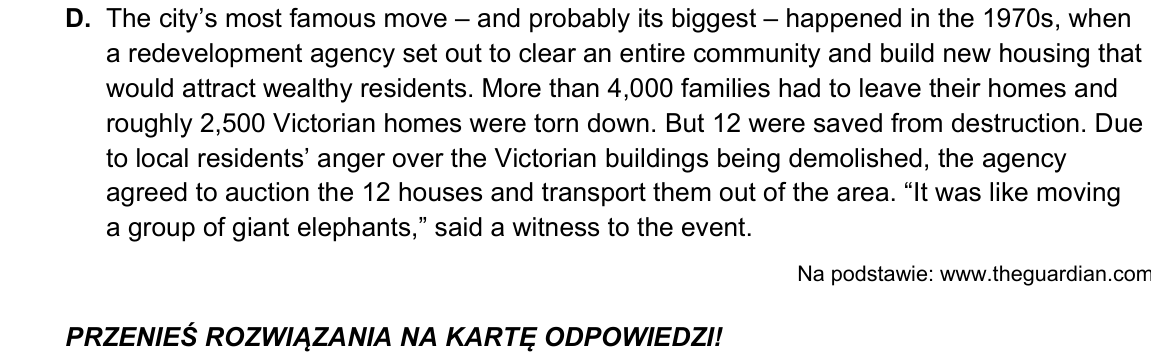 D. The city’s most famous move – and probably its biggest – happened in the 1970s, when
a redevelopment agency set out to clear an entire community and build new housing that
would attract wealthy residents. More than 4,000 families had to leave their homes and
roughly 2,500 Victorian homes were torn down. But 12 were saved from destruction. Due
to local residents’ anger over the Victorian buildings being demolished, the agency
agreed to auction the 12 houses and transport them out of the area. “It was like moving
a group of giant elephants,” said a witness to the event.
Na podstawie: www.theguardian.com
PRZENIEŚ ROZWIĄZANIA NA KARTĘ ODPOWIEDZI!